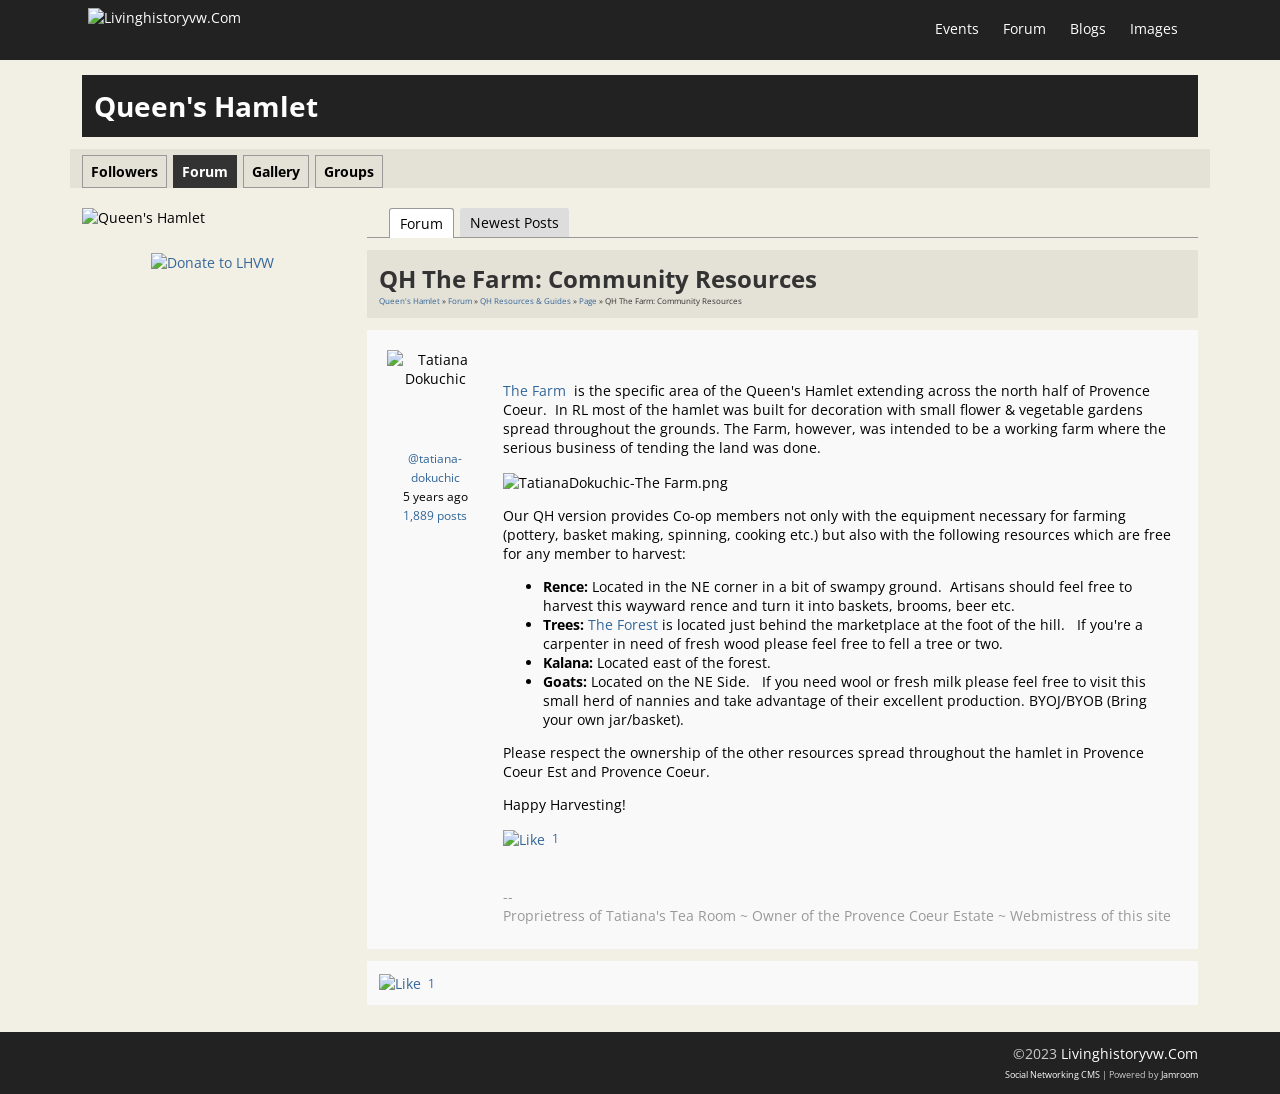 Livinghistoryvw.Com
Events Forum Blogs Images
Queen's Hamlet
Followers Forum Gallery Groups
Queen's Hamlet
Donate to LHVW
Forum Newest Posts
QH The Farm: Community Resources
Queen's Hamlet » Forum » QH Resources & Guides » Page » QH The Farm: Community Resources
Tatiana
Dokuchic
@tatiana-
dokuchic
5 years ago
1,889 posts
The Farm  is the specific area of the Queen's Hamlet extending across the north half of Provence
Coeur.  In RL most of the hamlet was built for decoration with small flower & vegetable gardens
spread throughout the grounds. The Farm, however, was intended to be a working farm where the
serious business of tending the land was done.
TatianaDokuchic-The Farm.png
Our QH version provides Co-op members not only with the equipment necessary for farming
(pottery, basket making, spinning, cooking etc.) but also with the following resources which are free
for any member to harvest:
• Rence: Located in the NE corner in a bit of swampy ground.  Artisans should feel free to
harvest this wayward rence and turn it into baskets, brooms, beer etc.
• Trees: The Forest is located just behind the marketplace at the foot of the hill.   If you're a
carpenter in need of fresh wood please feel free to fell a tree or two.
• Kalana: Located east of the forest.
• Goats: Located on the NE Side.   If you need wool or fresh milk please feel free to visit this
small herd of nannies and take advantage of their excellent production. BYOJ/BYOB (Bring
your own jar/basket).
Please respect the ownership of the other resources spread throughout the hamlet in Provence
Coeur Est and Provence Coeur.
Happy Harvesting!
Like 1
--
Proprietress of Tatiana's Tea Room ~ Owner of the Provence Coeur Estate ~ Webmistress of this site
Like 1
©2023 Livinghistoryvw.Com
Social Networking CMS | Powered by Jamroom